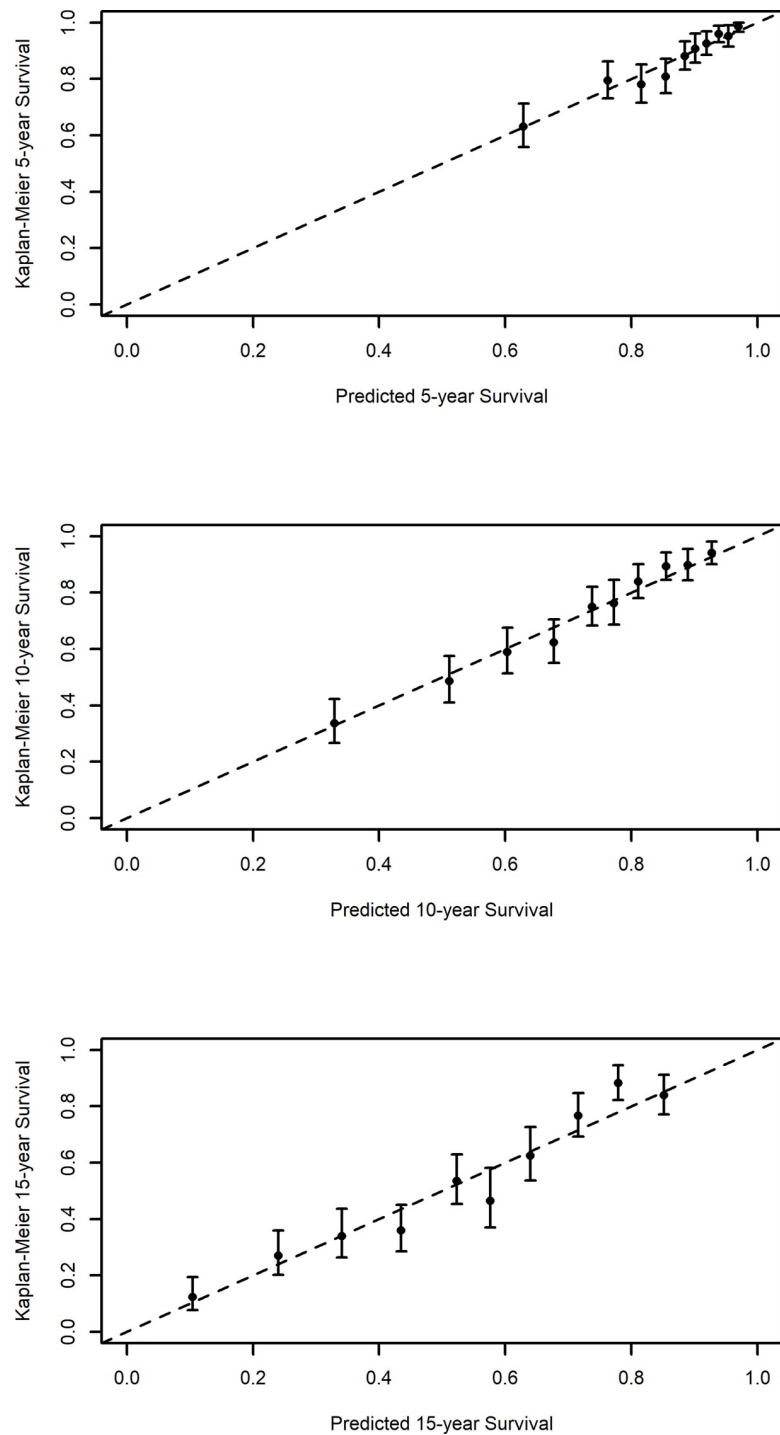 Kaplan-Meier 5-year Survival
1.0
0.8
0.6
0.4
0.2
0.0
0.0 0.2 0.4 0.6 0.8 1.0
Predicted 5-year Survival
Kaplan-Meier 10-year Survival
1.0
0.8
0.6
0.4
0.2
0.0
0.0 0.2 0.4 0.6 0.8 1.0
Predicted 10-year Survival
Kaplan-Meier 15-year Survival
1.0
0.8
0.6
0.4
0.2
0.0
0.0 0.2 0.4 0.6 0.8 1.0
Predicted 15-year Survival